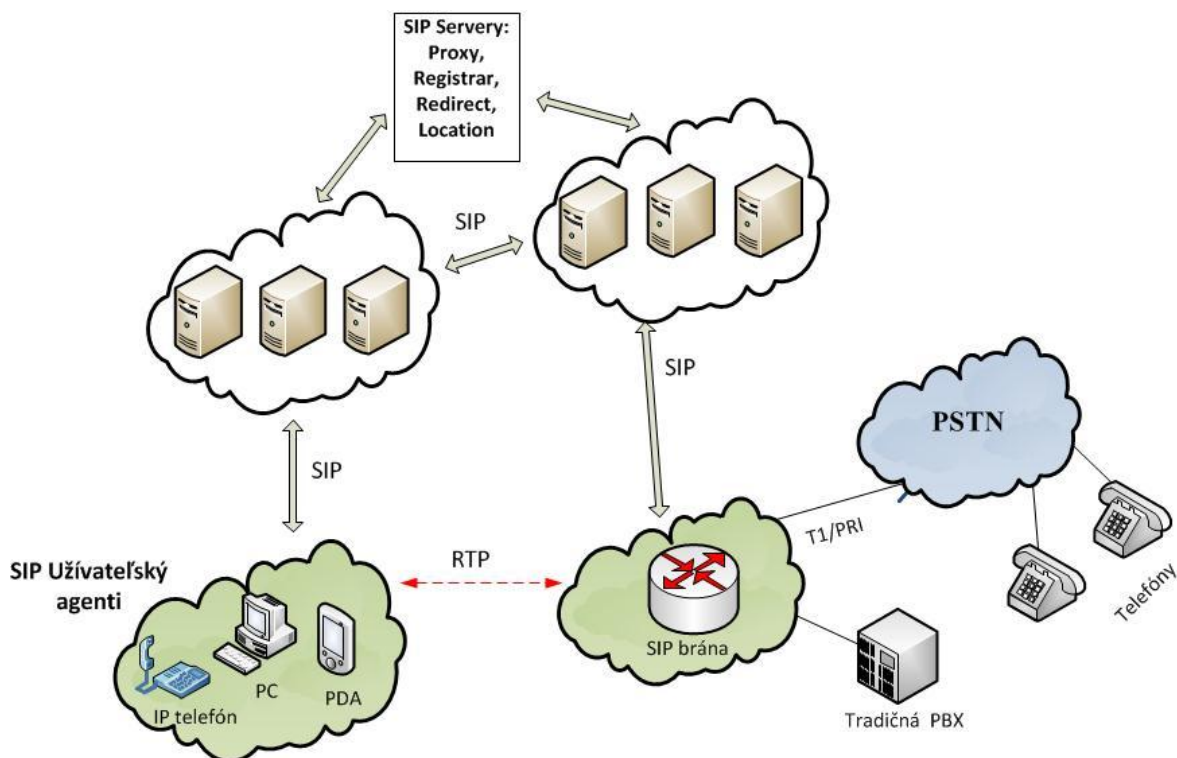 SIP Servery:
Proxy,
Registrar,
Redirect,
Location
SIP
SIP
SIP
PSTN
T1/PRI
SIP Užívateľský
agenti
RTP
IP telefón
PC
PDA
SIP brána
Tradičná PBX
Telefóny